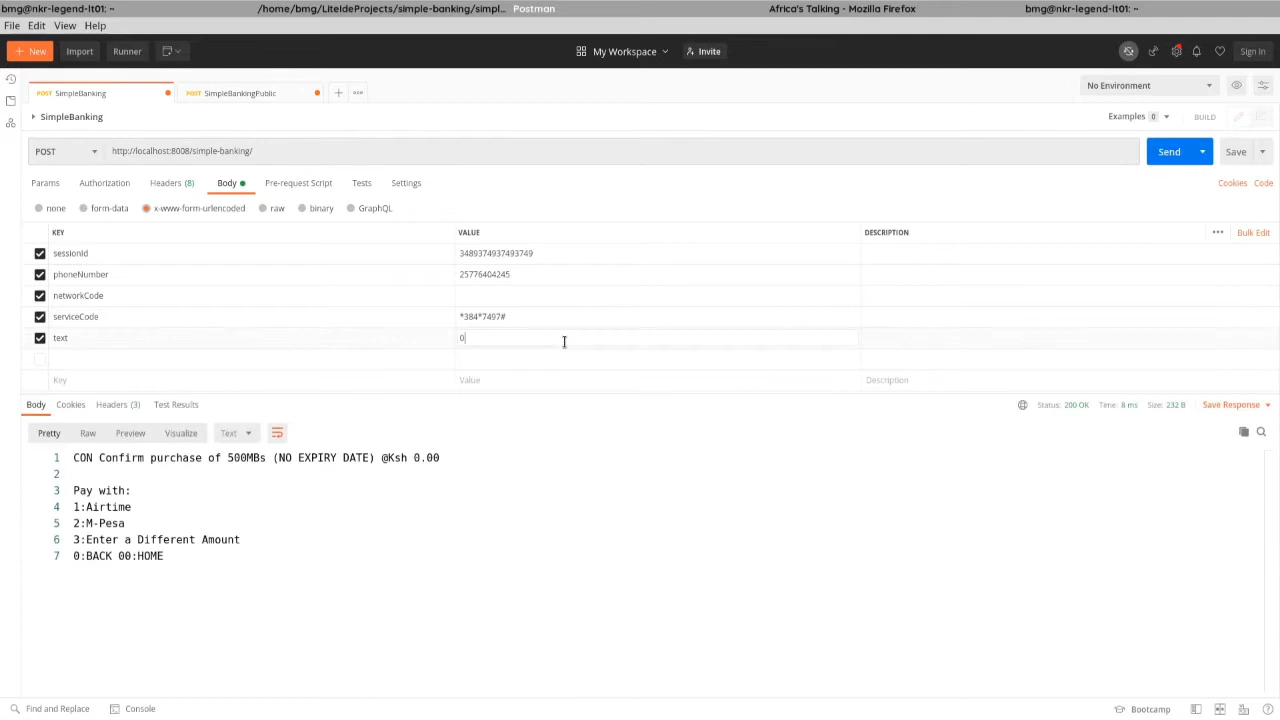 bmg@nkr-legend-lt01: ~ /home/bmg/LiteIdeProjects/simple-banking/simpl... Postman Africa's Talking - Mozilla Firefox bmg@nkr-legend-lt01: ~
File Edit View Help
+ New Import Runner My Workspace Invite Sign In
POST SimpleBanking POST SimpleBankingPublic + ••• No Environment
SimpleBanking Examples 0 BUILD
POST http://localhost:8008/simple-banking/ Send Save
Params Authorization Headers (8) Body Pre-request Script Tests Settings Cookies Code
none form-data x-www-form-urlencoded raw binary GraphQL
KEY VALUE DESCRIPTION ••• Bulk Edit
sessionId 3489374937493749
phoneNumber 25776404245
networkCode
serviceCode *384*7497#
text 0
Key Value Description
Body Cookies Headers (3) Test Results Status: 200 OK Time: 8 ms Size: 232 B Save Response
Pretty Raw Preview Visualize Text
1 CON Confirm purchase of 500MBs (NO EXPIRY DATE) @Ksh 0.00
2
3 Pay with:
4 1:Airtime
5 2:M-Pesa
6 3:Enter a Different Amount
7 0:BACK 00:HOME
Find and Replace Console Bootcamp